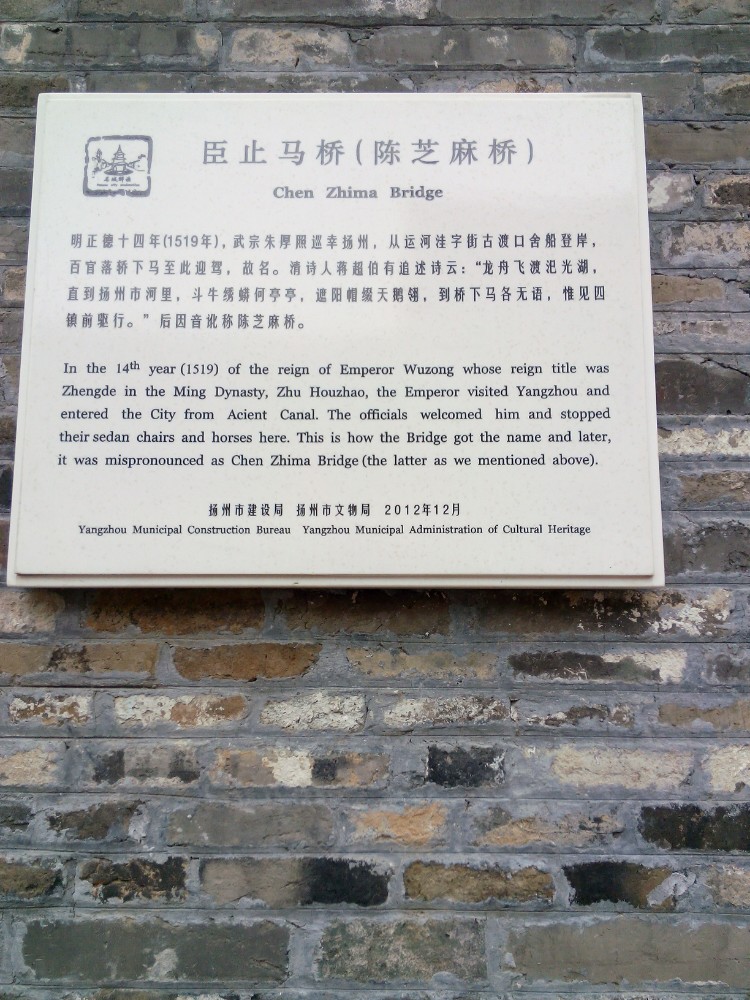 臣止马桥(陈芝麻桥)
Chen Zhima Bridge
明正德十四年(1519年)，武宗朱厚照巡幸扬州，从运河洼字街古渡口舍船登岸，
百官落轿下马至此迎驾，故名。清诗人蒋超伯有追述诗云：“龙舟飞渡汜光湖，
直到扬州市河里，斗牛绣蟒何亭亭，遮阳帽缀天鹅翎，到桥下马各无语，惟见四
镇前驱行。”后因音讹称陈芝麻桥。
In the 14th year (1519) of the reign of Emperor Wuzong whose reign title was
Zhengde in the Ming Dynasty, Zhu Houzhao, the Emperor visited Yangzhou and
entered the City from Acient Canal. The officials welcomed him and stopped
their sedan chairs and horses here. This is how the Bridge got the name and later,
it was mispronounced as Chen Zhima Bridge (the latter as we mentioned above).
扬州市建设局 扬州市文物局 2012年12月
Yangzhou Municipal Construction Bureau Yangzhou Municipal Administration of Cultural Heritage